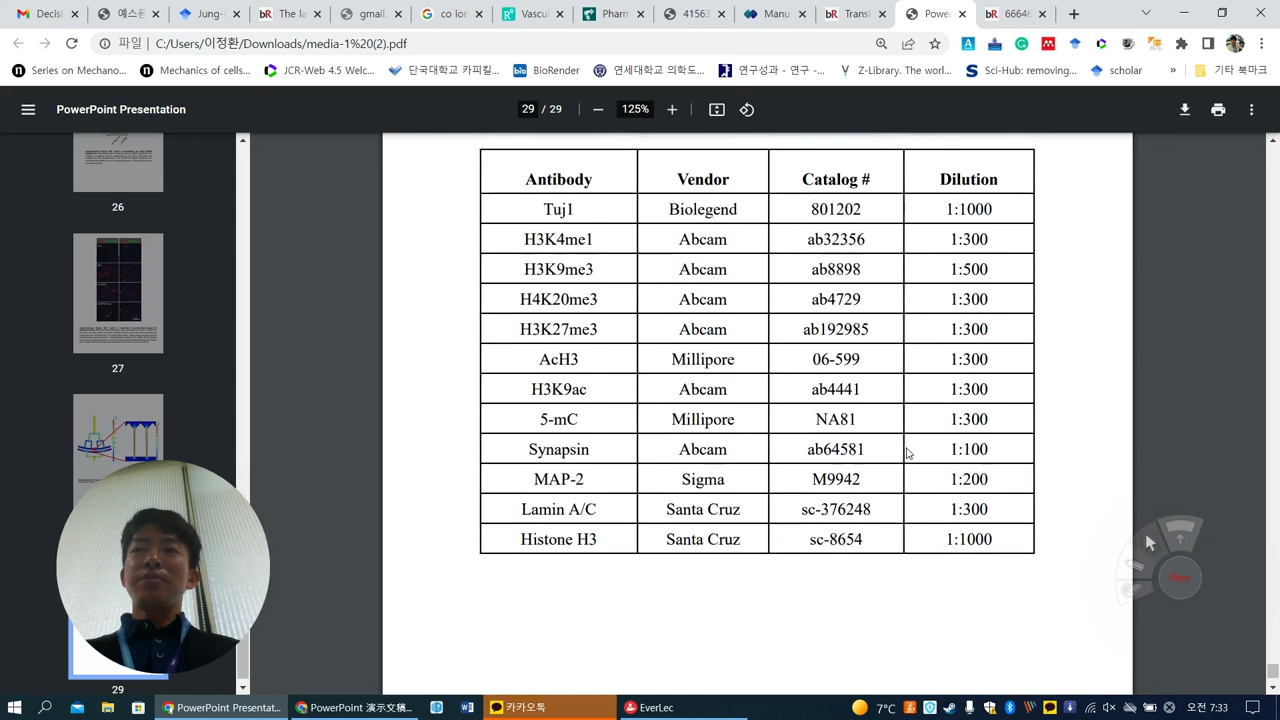 Decisi
예스폼
Jung-
The la
gmail.
co ior
Vascul
Pharm
41563
Manu
Transi
Powe
66646
파일
C:/Users/이정환/Downloads/media-1%20(2).pdf
Series on Mechano...
Mechanics of cells...
JCR-Web 4.5 Welc...
단국대학교 카피킬...
BioRender
연세대학교 의학도...
연구성과 - 연구 -...
Z-Library. The worl...
Sci-Hub: removing...
scholar
»
기타 북마크
PowerPoint Presentation
29 / 29
125%
26
27
29
Antibody Vendor Catalog # Dilution
Tuj1 Biolegend 801202 1:1000
H3K4me1 Abcam ab32356 1:300
H3K9me3 Abcam ab8898 1:500
H4K20me3 Abcam ab4729 1:300
H3K27me3 Abcam ab192985 1:300
AcH3 Millipore 06-599 1:300
H3K9ac Abcam ab4441 1:300
5-mC Millipore NA81 1:300
Synapsin Abcam ab64581 1:100
MAP-2 Sigma M9942 1:200
Lamin A/C Santa Cruz sc-376248 1:300
Histone H3 Santa Cruz sc-8654 1:1000
Rec
PowerPoint Presentat...
PowerPoint 演示文稿...
카카오톡
EverLec
7°C
오전 7:33